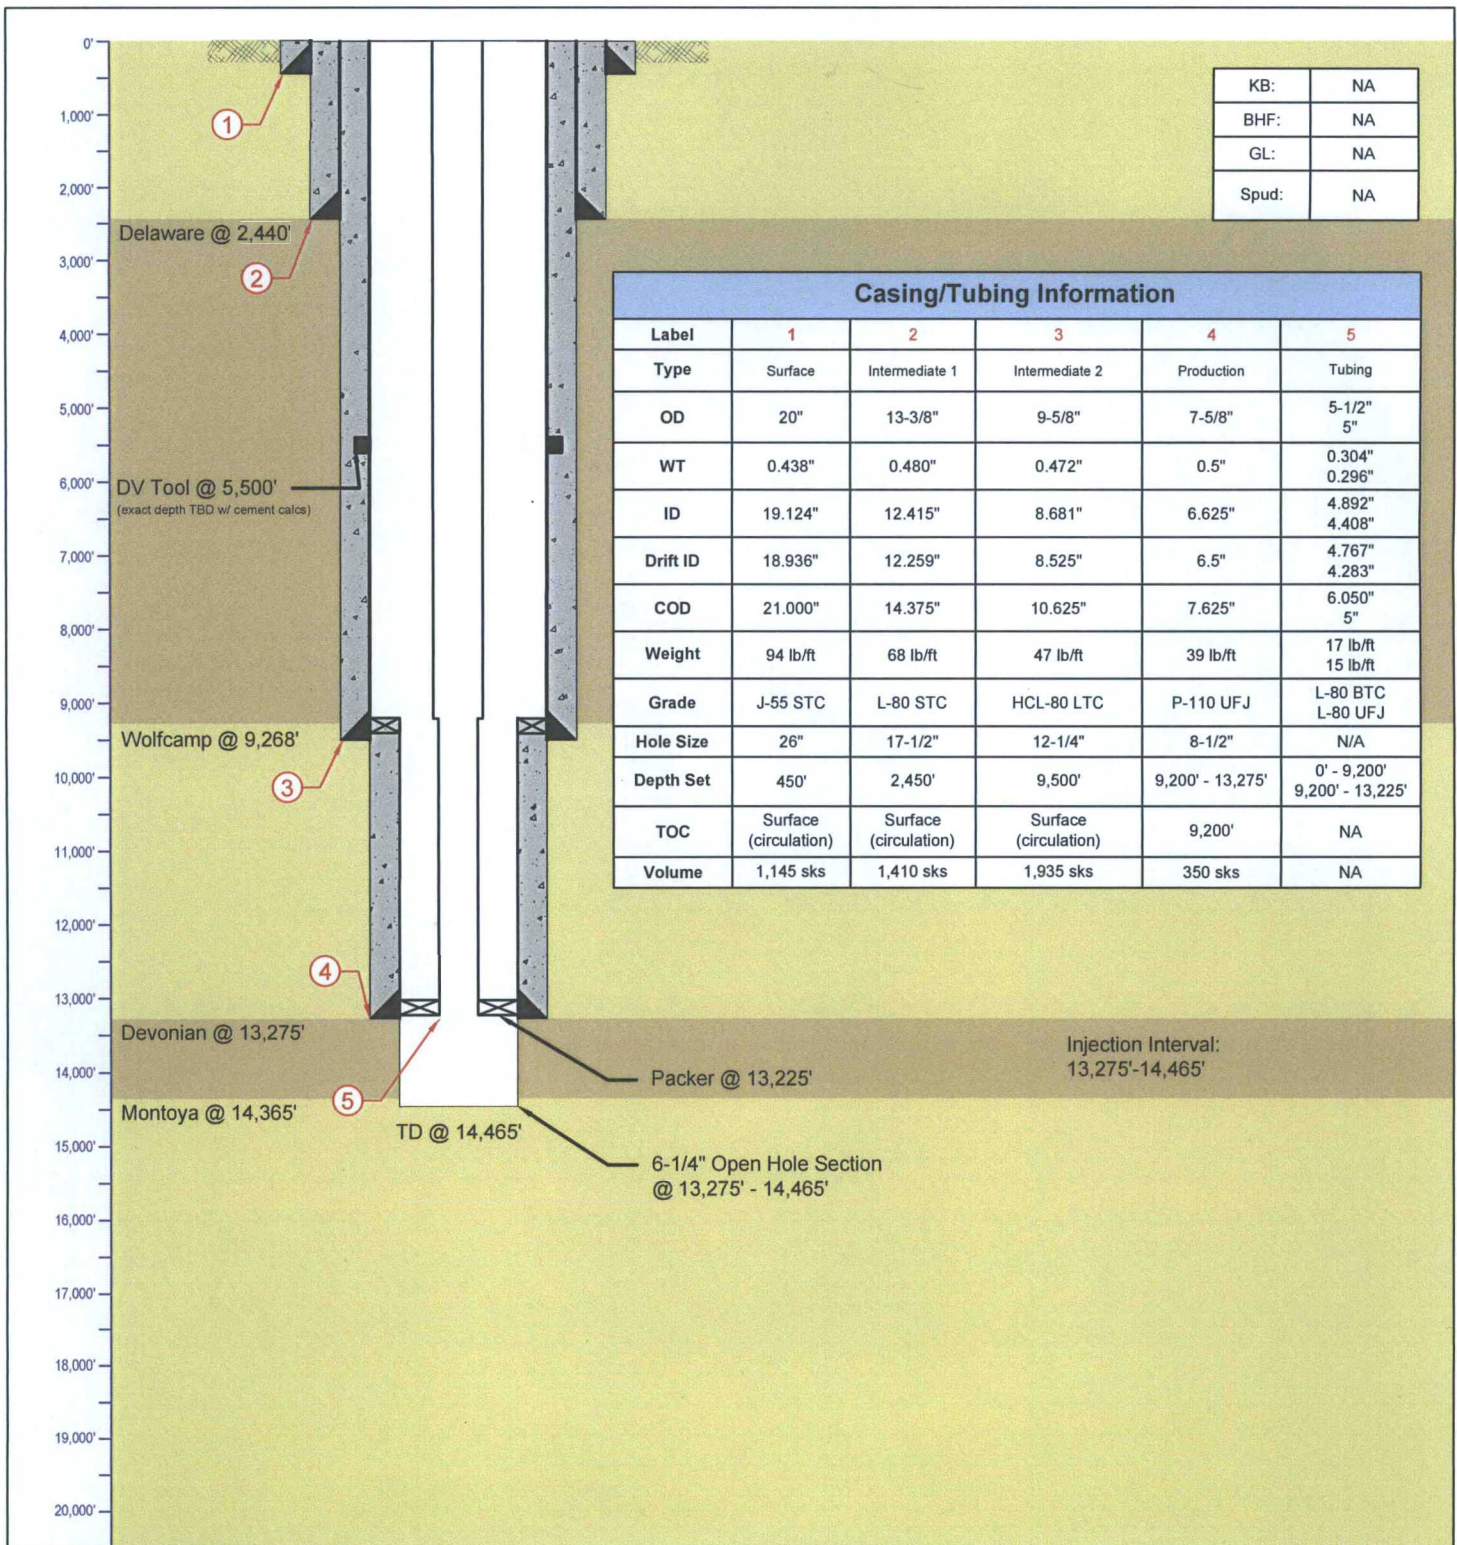 0'
1,000'
2,000'
3,000'
4,000'
5,000'
6,000'
7,000'
8,000'
9,000'
10,000'
11,000'
12,000'
13,000'
14,000'
15,000'
16,000'
17,000'
18,000'
19,000'
20,000'
1
2
3
4
5
Delaware @ 2,440'
DV Tool @ 5,500'
(exact depth TBD w/ cement calcs)
Wolfcamp @ 9,268'
Devonian @ 13,275'
Montoya @ 14,365'
TD @ 14,465'
Packer @ 13,225'
6-1/4" Open Hole Section
@ 13,275' - 14,465'
Injection Interval:
13,275'-14,465'
KB: NA
BHF: NA
GL: NA
Spud: NA
Casing/Tubing Information
Label 1 2 3 4 5
Type Surface Intermediate 1 Intermediate 2 Production Tubing
OD 20" 13-3/8" 9-5/8" 7-5/8" 5-1/2"
5"
WT 0.438" 0.480" 0.472" 0.5" 0.304"
0.296"
ID 19.124" 12.415" 8.681" 6.625" 4.892"
4.408"
Drift ID 18.936" 12.259" 8.525" 6.5" 4.767"
4.283"
COD 21.000" 14.375" 10.625" 7.625" 6.050"
5"
Weight 94 lb/ft 68 lb/ft 47 lb/ft 39 lb/ft 17 lb/ft
15 lb/ft
Grade J-55 STC L-80 STC HCL-80 LTC P-110 UFJ L-80 BTC
L-80 UFJ
Hole Size 26" 17-1/2" 12-1/4" 8-1/2" N/A
Depth Set 450' 2,450' 9,500' 9,200' - 13,275' 0' - 9,200'
9,200' - 13,225'
TOC Surface (circulation) Surface (circulation) Surface (circulation) 9,200' NA
Volume 1,145 sks 1,410 sks 1,935 sks 350 sks NA